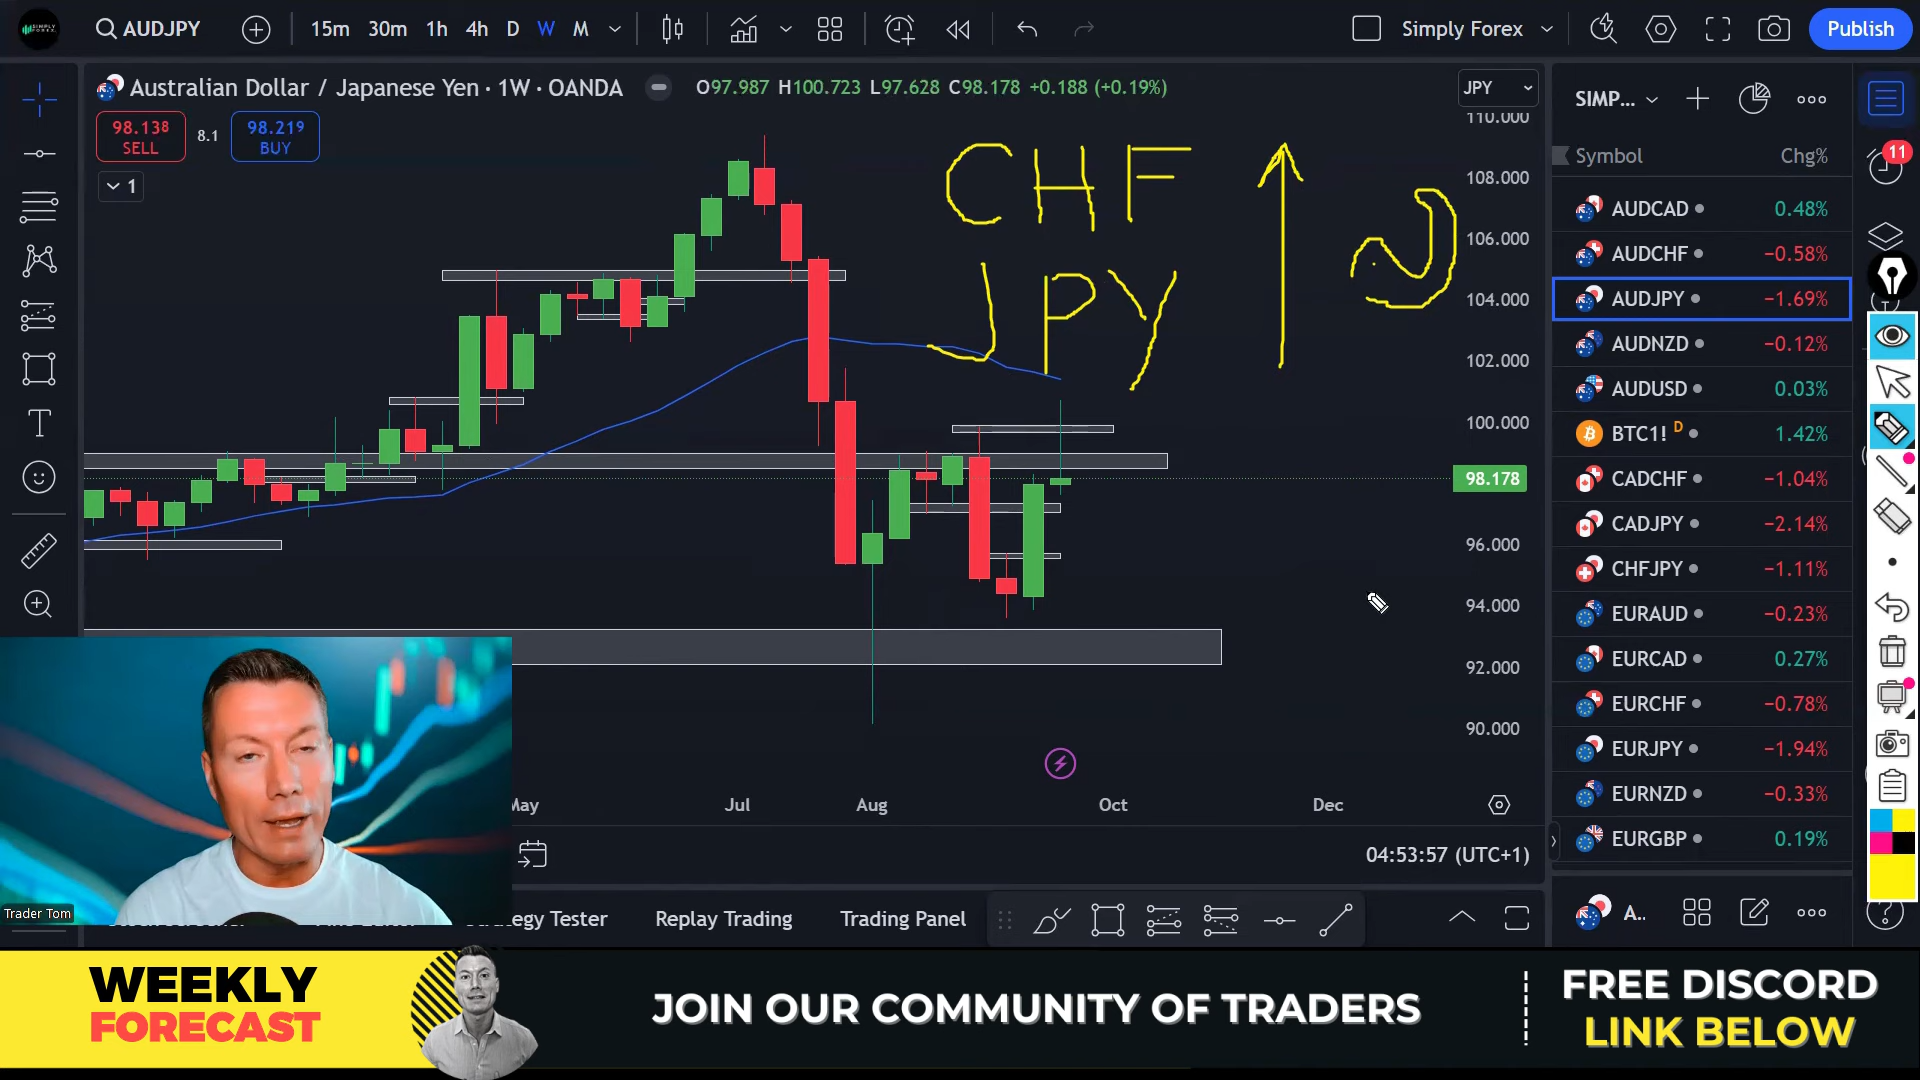 AUDJPY
15m 30m 1h 4h D W M
Simply Forex
Publish
Australian Dollar / Japanese Yen · 1W · OANDA
O97.987 H100.723 L97.628 C98.178 +0.188 (+0.19%)
JPY
98.138
SELL
8.1
98.219
BUY
1
CHF
JPY
110.000
108.000
106.000
104.000
102.000
100.000
98.178
96.000
94.000
92.000
90.000
May Jul Aug Oct Dec
04:53:57 (UTC+1)
SIMP...
11
Symbol Chg%
AUDCAD 0.48%
AUDCHF −0.58%
AUDJPY −1.69%
AUDNZD −0.12%
AUDUSD 0.03%
BTC1! D 1.42%
CADCHF −1.04%
CADJPY −2.14%
CHFJPY −1.11%
EURAUD −0.23%
EURCAD 0.27%
EURCHF −0.78%
EURJPY −1.94%
EURNZD −0.33%
EURGBP 0.19%
A..
Trader Tom
Tester Replay Trading Trading Panel
WEEKLY
FORECAST
JOIN OUR COMMUNITY OF TRADERS
FREE DISCORD
LINK BELOW